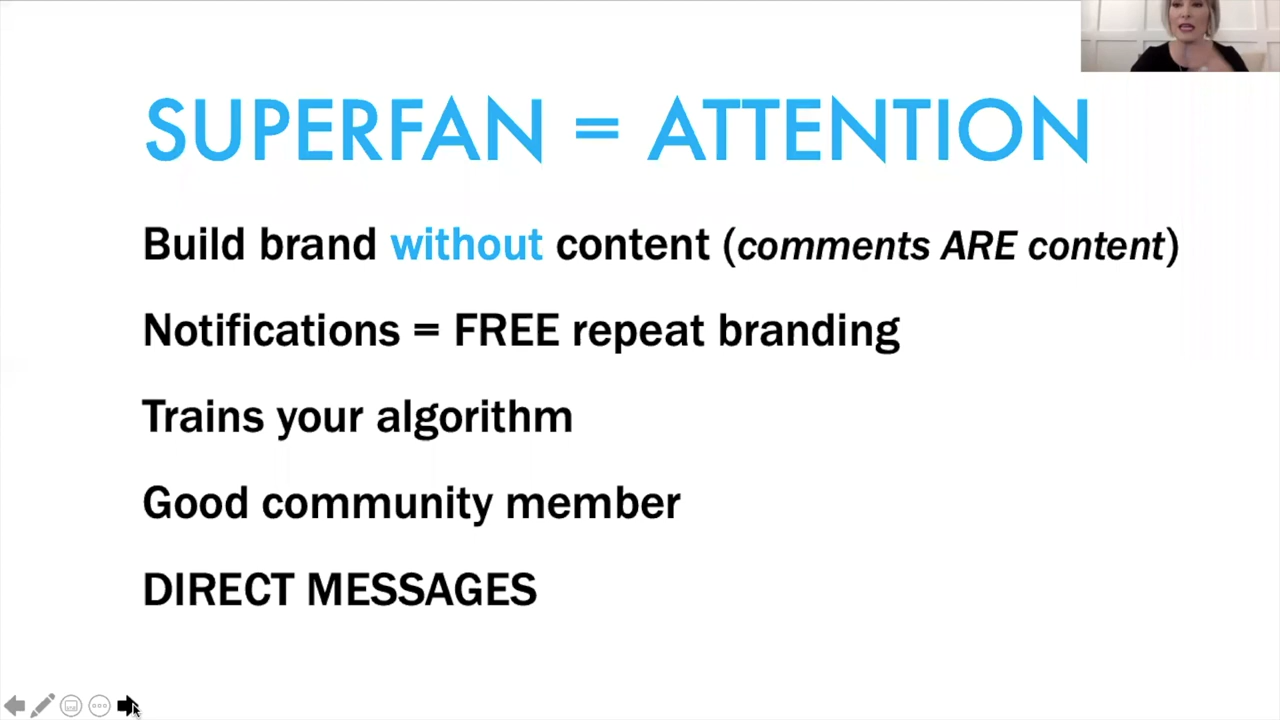 SUPERFAN = ATTENTION
Build brand without content (comments ARE content)
Notifications = FREE repeat branding
Trains your algorithm
Good community member
DIRECT MESSAGES